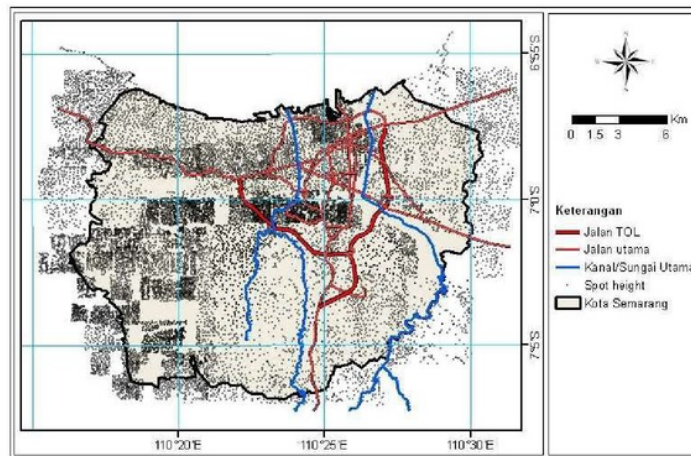 6°55'S
7°0'S
7°5'S
110°20'E
110°25'E
110°30'E
Km
0 1.5 3 6
Keterangan
Jalan TOL
Jalan utama
Kanal/Sungai Utama
Spot height
Kota Semarang